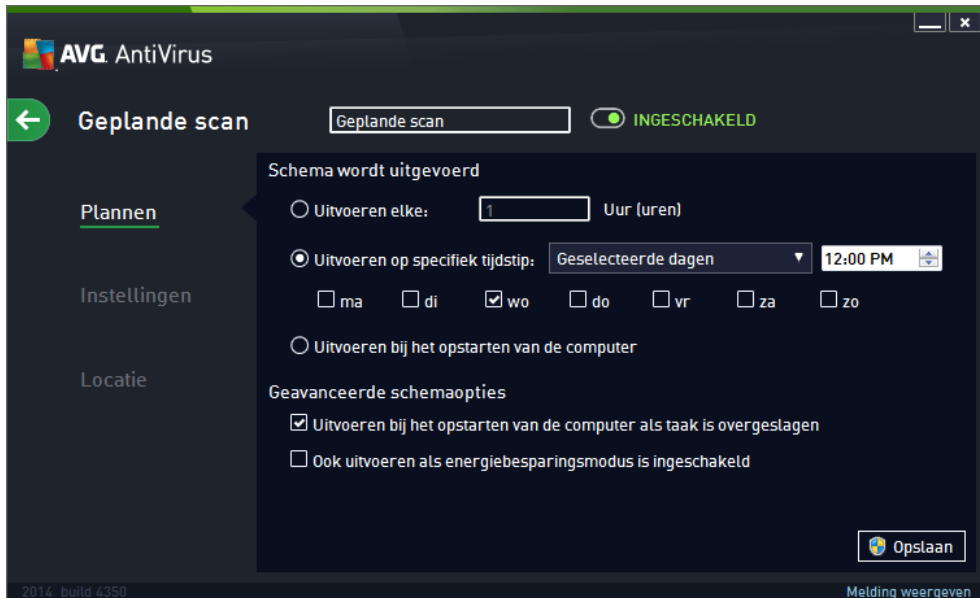 AVG. AntiVirus
Geplande scan
Geplande scan
INGESCHAKELD
Plannen
Instellingen
Locatie
Schema wordt uitgevoerd
Uitvoeren elke: 1 Uur (uren)
Uitvoeren op specifiek tijdstip: Geselecteerde dagen 12:00 PM
ma di wo do vr za zo
Uitvoeren bij het opstarten van de computer
Geavanceerde schemaopties
Uitvoeren bij het opstarten van de computer als taak is overgeslagen
Ook uitvoeren als energiebesparingsmodus is ingeschakeld
Opslaan
2014 build 4350
Melding weergeven